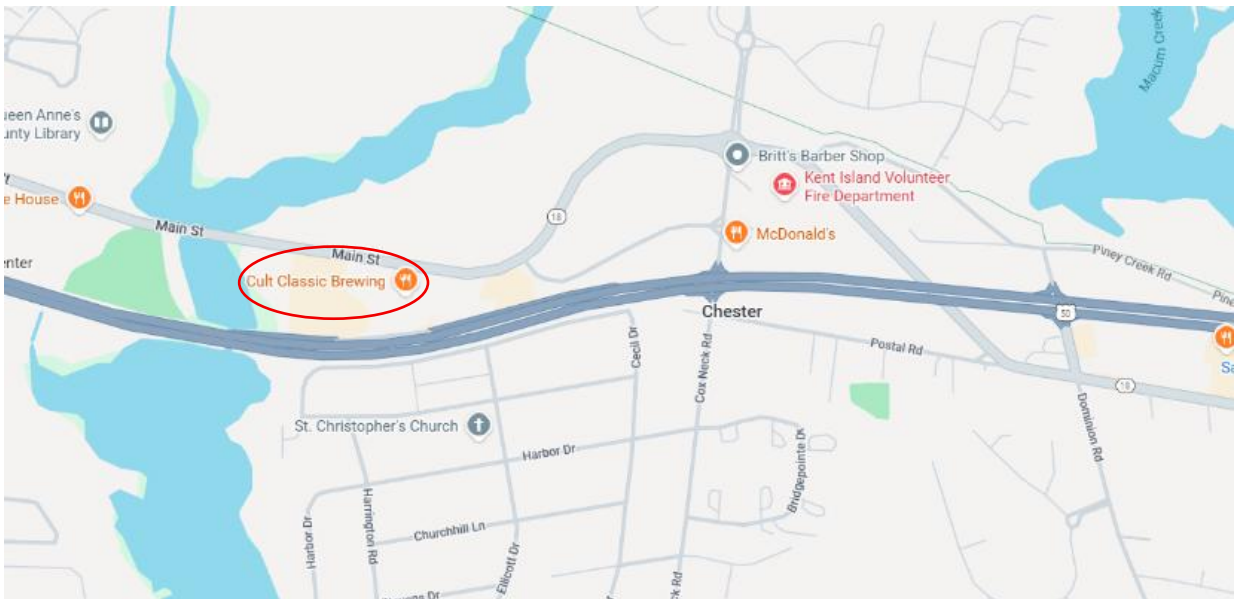 Macum Creek
ueen Anne's
unty Library
Britt's Barber Shop
Kent Island Volunteer
Fire Department
e House
Main St
18
McDonald's
Main St
enter
Cult Classic Brewing
Piney Creek Rd
Chester
50
Postal Rd
Cecil Dr
Cox Neck Rd
18
St. Christopher's Church
Dominion Rd
Harbor Dr
Bridgepointe Dr
Harbor Dr
Harrington Rd
Churchhill Ln
Ellicott Dr